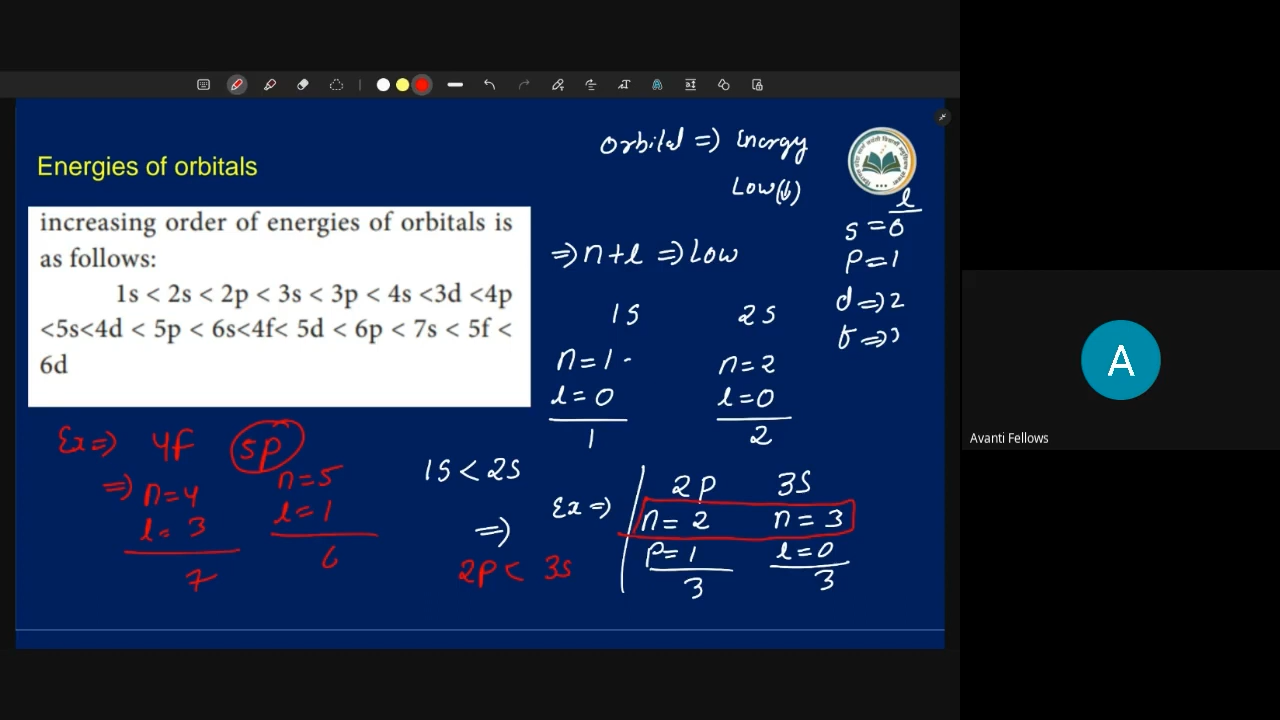 Energies of orbitals
increasing order of energies of orbitals is
as follows:
1s < 2s < 2p < 3s < 3p < 4s <3d <4p
<5s<4d < 5p < 6s<4f< 5d < 6p < 7s < 5f <
6d
Orbital => Energy
Low(↓)
l
s = 0
p = 1
d => 2
f =>
=> n+l => Low
1s 2s
n = 1 n = 2
l = 0 l = 0
1 2
1s < 2s
=>
2p < 3s
Ex => 2p 3s
n = 2 n = 3
p = 1 l = 0
3 3
Ex => 4f 5p
=> n = 4 n = 5
l = 3 l = 1
7 6
A
Avanti Fellows